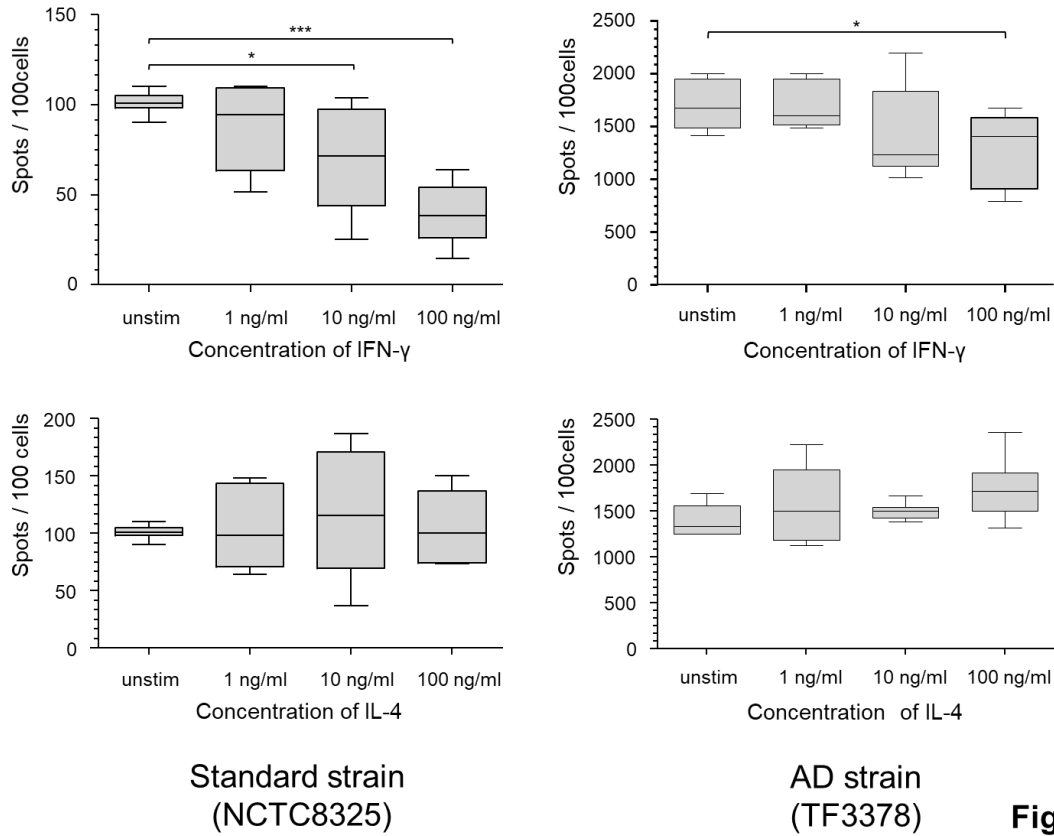 150
100
50
0
Spots / 100cells
***
*
unstim 1 ng/ml 10 ng/ml 100 ng/ml
Concentration of IFN-γ
2500
2000
1500
1000
500
0
Spots / 100cells
*
unstim 1 ng/ml 10 ng/ml 100 ng/ml
Concentration of IFN-γ
200
150
100
50
0
Spots / 100 cells
unstim 1 ng/ml 10 ng/ml 100 ng/ml
Concentration of IL-4
2500
2000
1500
1000
500
0
Spots / 100cells
unstim 1 ng/ml 10 ng/ml 100 ng/ml
Concentration of IL-4
Standard strain
(NCTC8325)
AD strain
(TF3378)
Fig